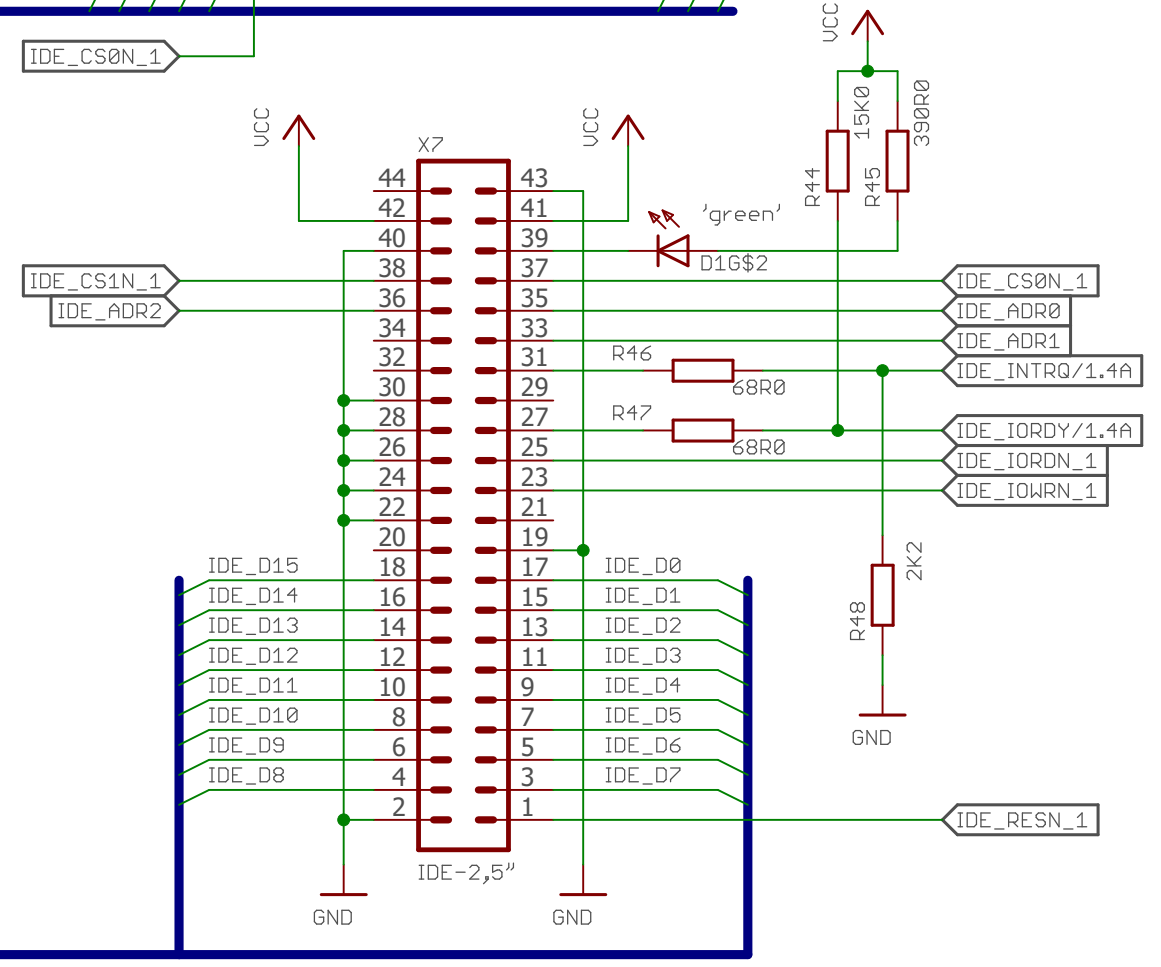 IDE_CS0N_1
VCC
15K0
390R0
R44
R45
VCC
VCC
X7
44 43
42 41
40 39
38 37
36 35
34 33
32 31
30 29
28 27
26 25
24 23
22 21
20 19
18 17
16 15
14 13
12 11
10 9
8 7
6 5
4 3
2 1
'green'
D1G$2
IDE_CS1N_1
IDE_ADR2
IDE_CS0N_1
IDE_ADR0
IDE_ADR1
R46
68R0
IDE_INTRQ/1.4A
R47
68R0
IDE_IORDY/1.4A
IDE_IORDN_1
IDE_IOWRN_1
2K2
R48
GND
IDE_D15
IDE_D14
IDE_D13
IDE_D12
IDE_D11
IDE_D10
IDE_D9
IDE_D8
IDE_D0
IDE_D1
IDE_D2
IDE_D3
IDE_D4
IDE_D5
IDE_D6
IDE_D7
IDE_RESN_1
IDE-2,5"
GND
GND